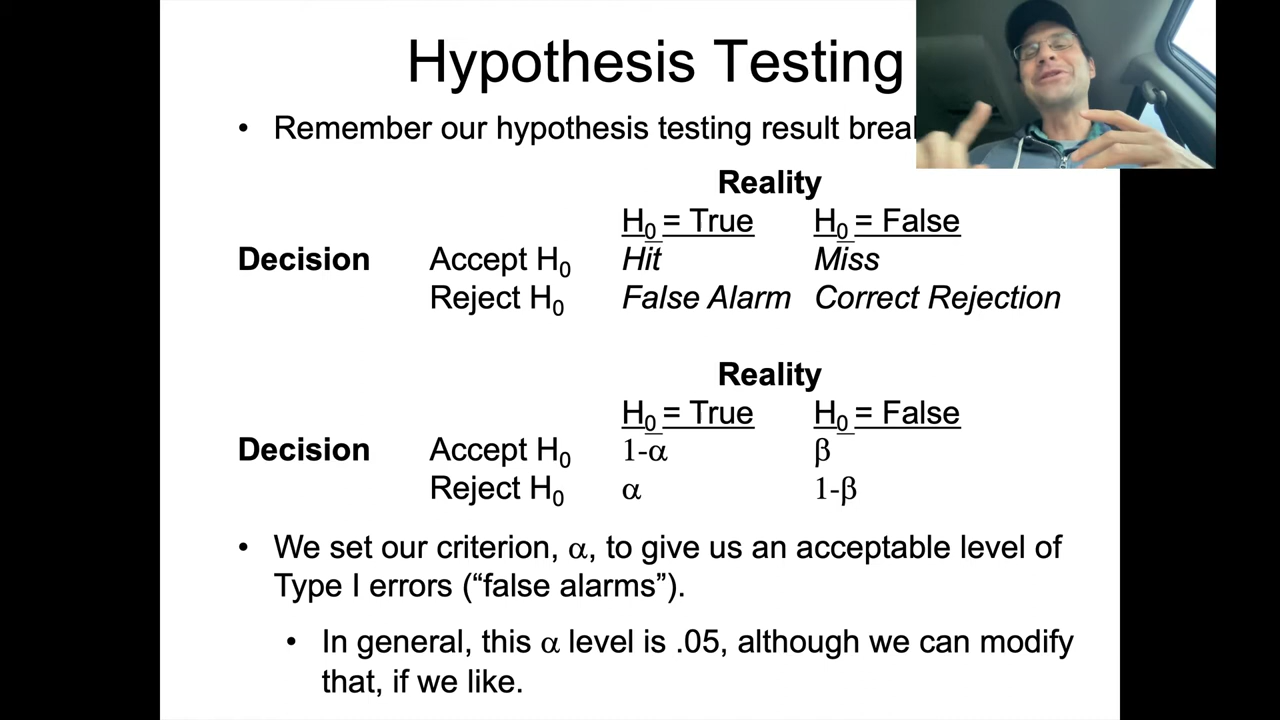 Hypothesis Testing
• Remember our hypothesis testing result
Reality
H₀ = True H₀ = False
Decision Accept H₀ Hit Miss
Reject H₀ False Alarm Correct Rejection
Reality
H₀ = True H₀ = False
Decision Accept H₀ 1-α β
Reject H₀ α 1-β
• We set our criterion, α, to give us an acceptable level of
Type I errors (“false alarms”).
• In general, this α level is .05, although we can modify
that, if we like.